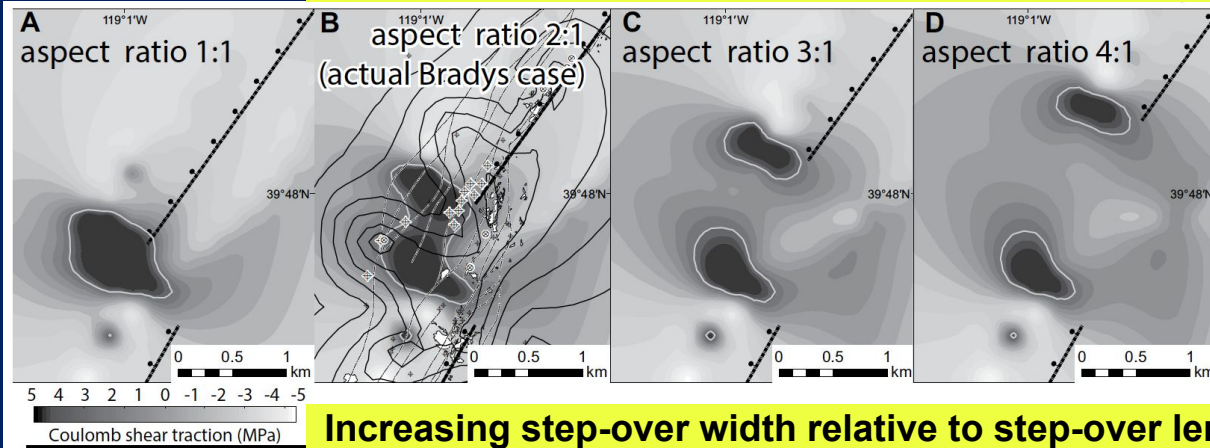 A
119°1'W
aspect ratio 1:1
0 0.5 1
km
B
119°1'W
aspect ratio 2:1
(actual Bradys case)
39°48'N
0 0.5 1
km
C
119°1'W
aspect ratio 3:1
0 0.5 1
km
D
119°1'W
aspect ratio 4:1
39°48'N
0 0.5 1
km
5 4 3 2 1 0 -1 -2 -3 -4 -5
Coulomb shear traction (MPa)
Increasing step-over width relative to step-over